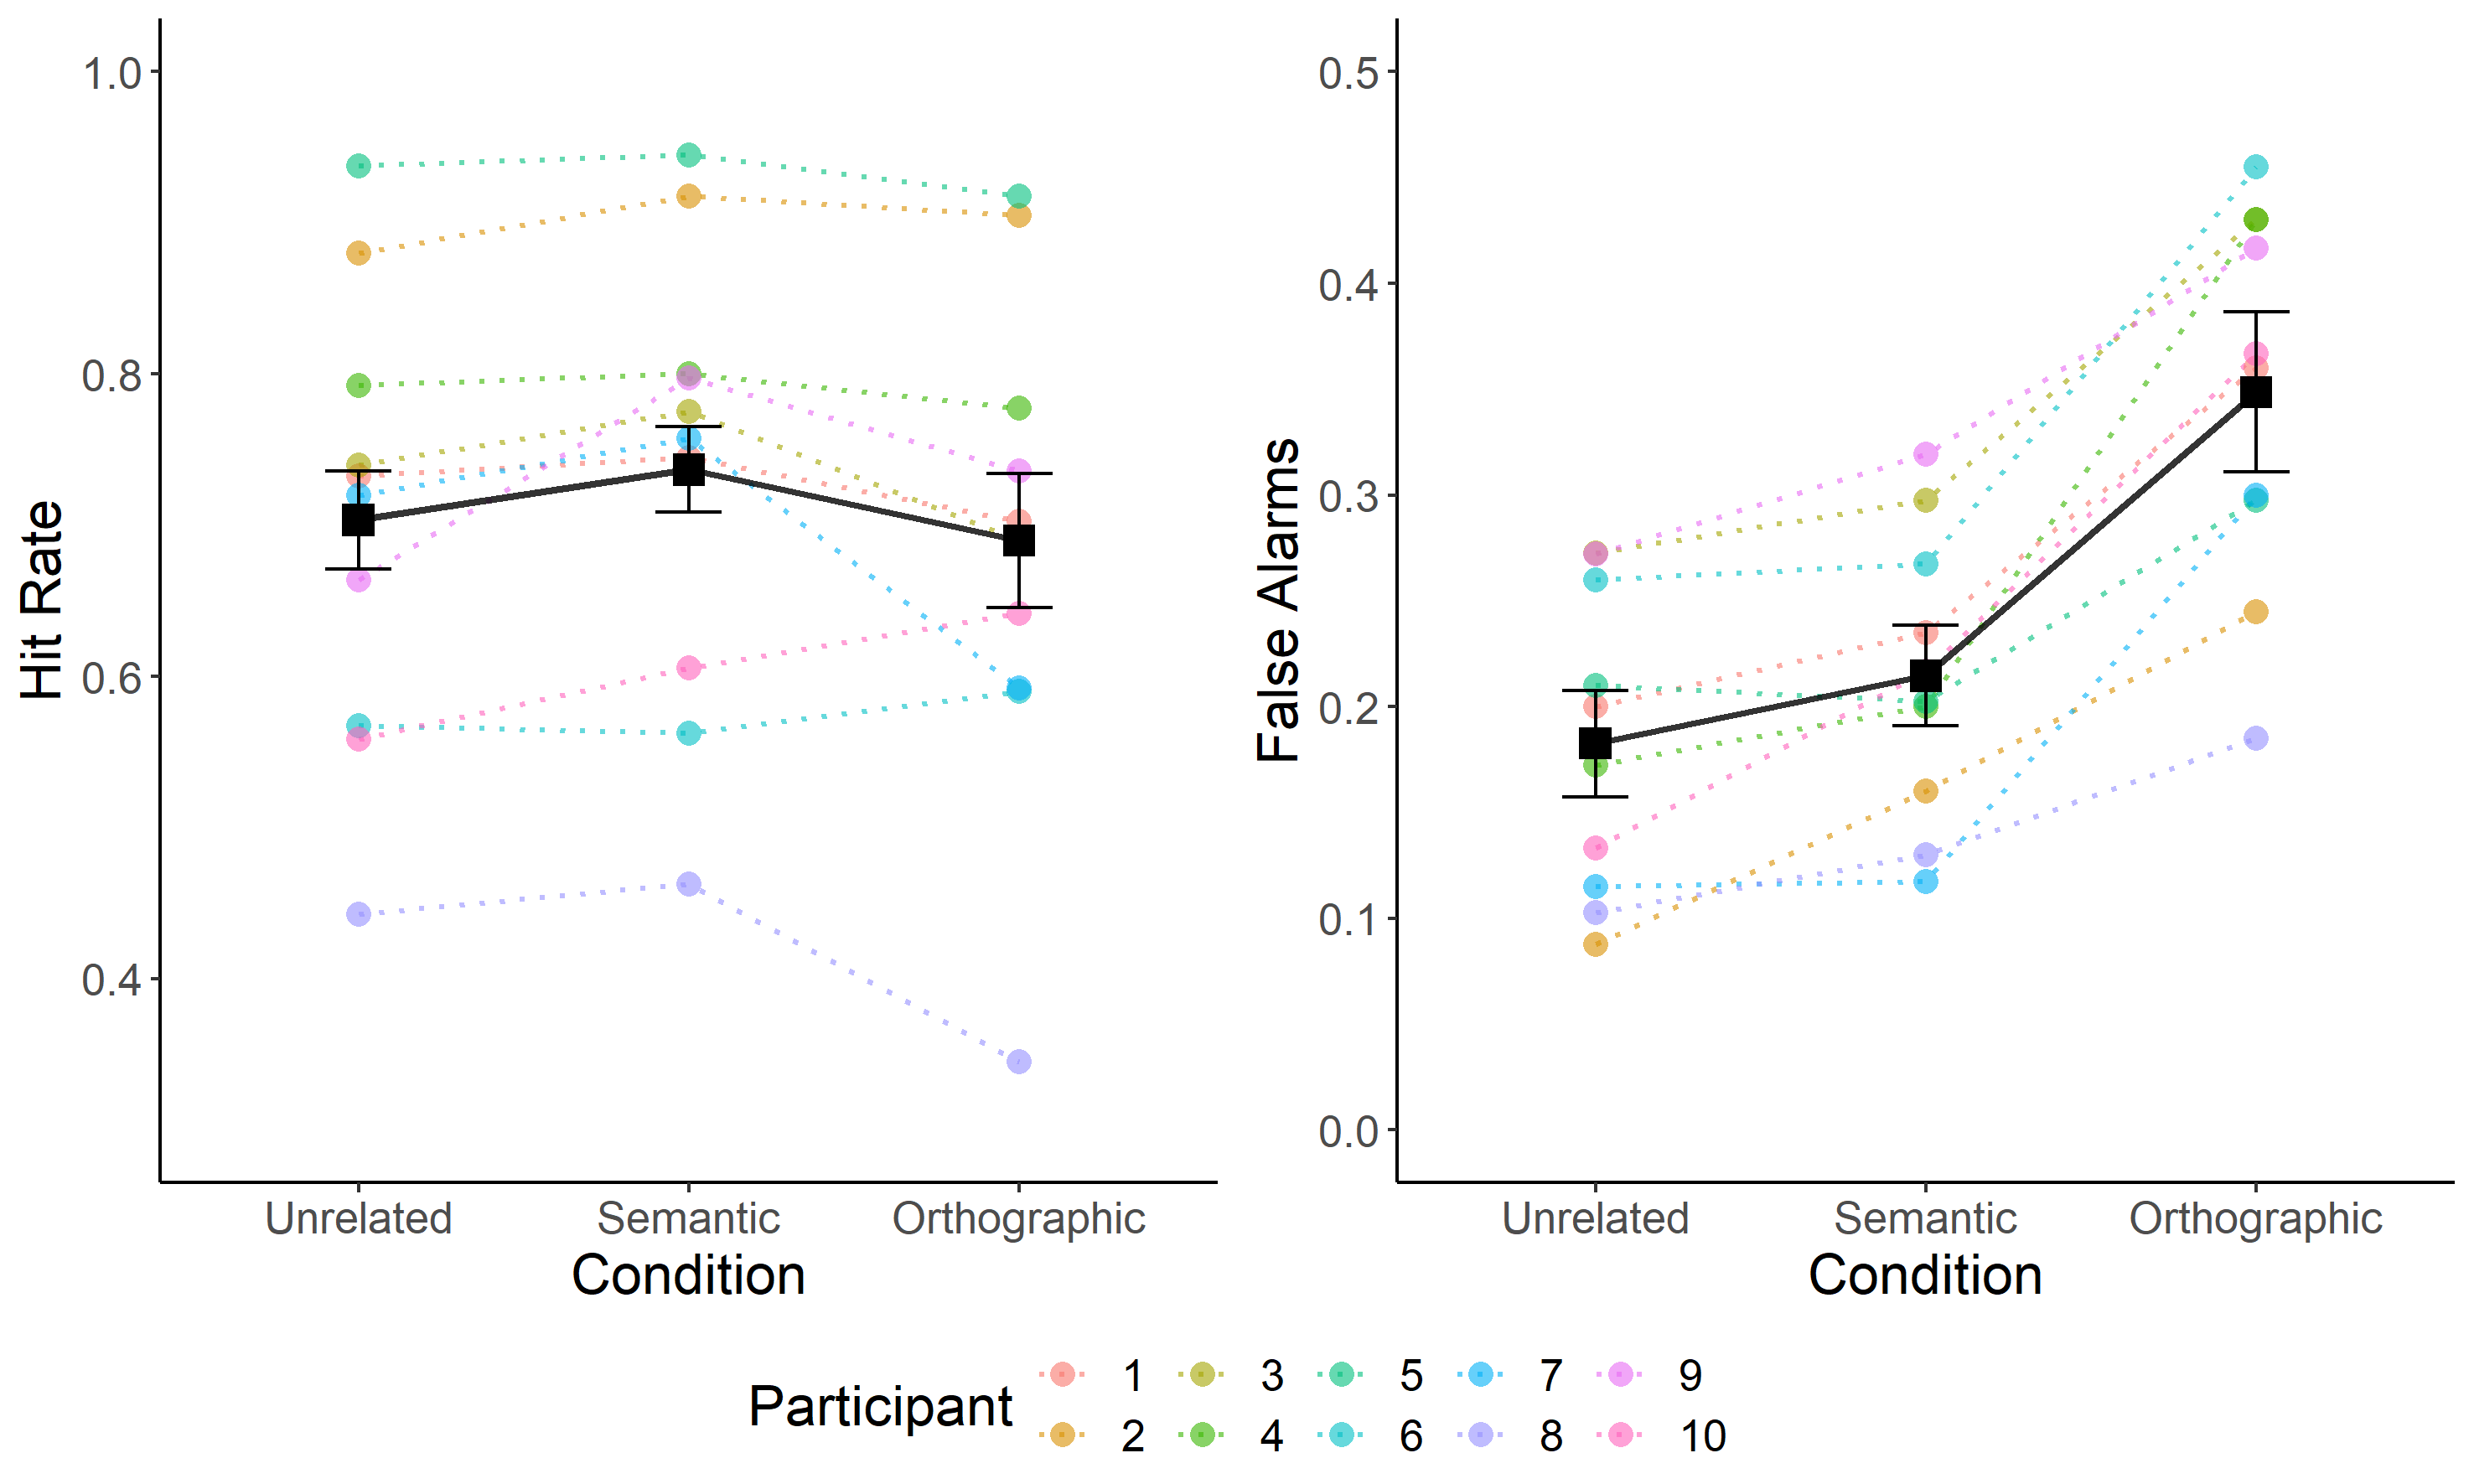 Hit Rate
1.0
0.8
0.6
0.4
Unrelated Semantic Orthographic
Condition
False Alarms
0.5
0.4
0.3
0.2
0.1
0.0
Unrelated Semantic Orthographic
Condition
Participant
1 3 5 7 9
2 4 6 8 10